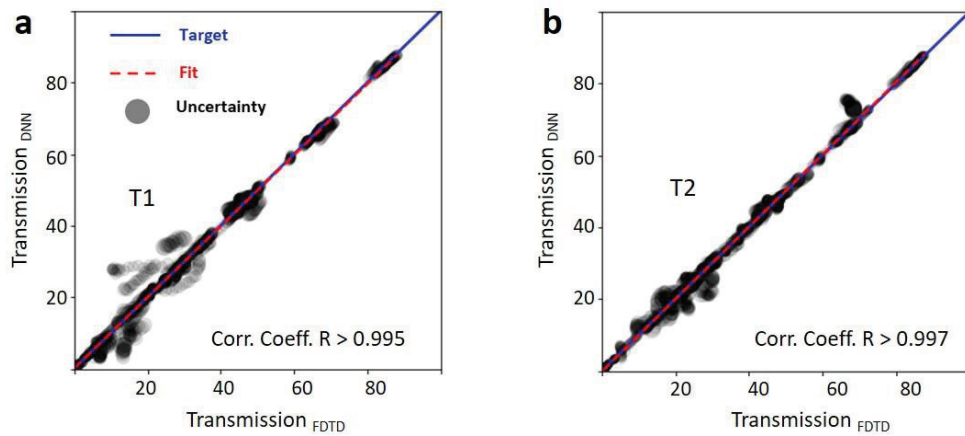 a
Target
Fit
Uncertainty
T1
Corr. Coeff. R > 0.995
80
60
40
20
20
40
60
80
Transmission DNN
Transmission FDTD
b
T2
Corr. Coeff. R > 0.997
80
60
40
20
20
40
60
80
Transmission DNN
Transmission FDTD